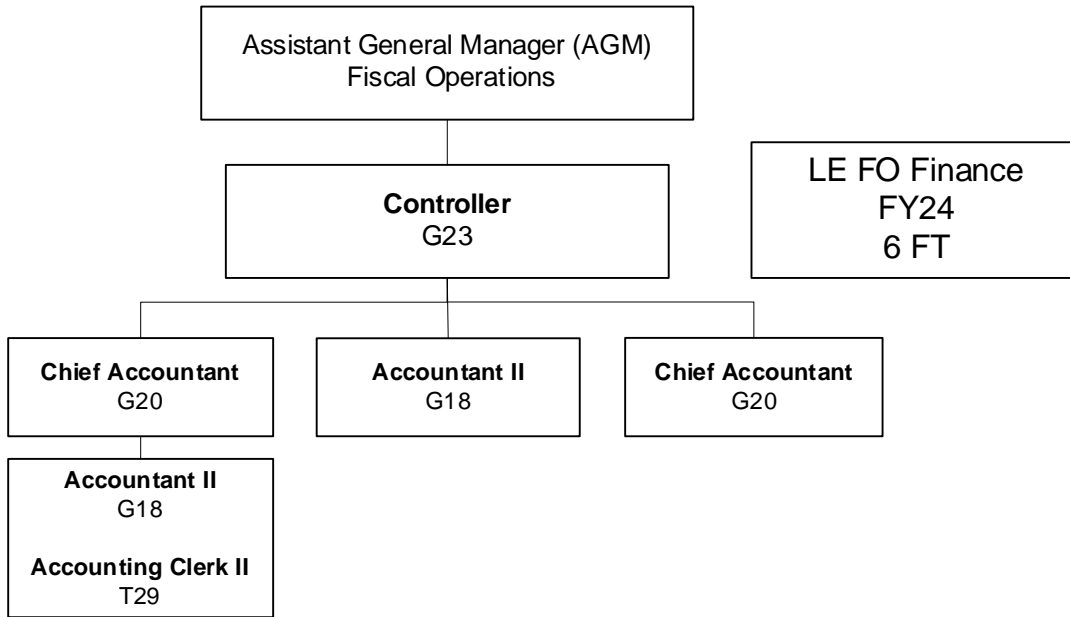 Assistant General Manager (AGM)
Fiscal Operations
Controller
G23
LE FO Finance
FY24
6 FT
Chief Accountant
G20
Accountant II
G18
Chief Accountant
G20
Accountant II
G18
Accounting Clerk II
T29